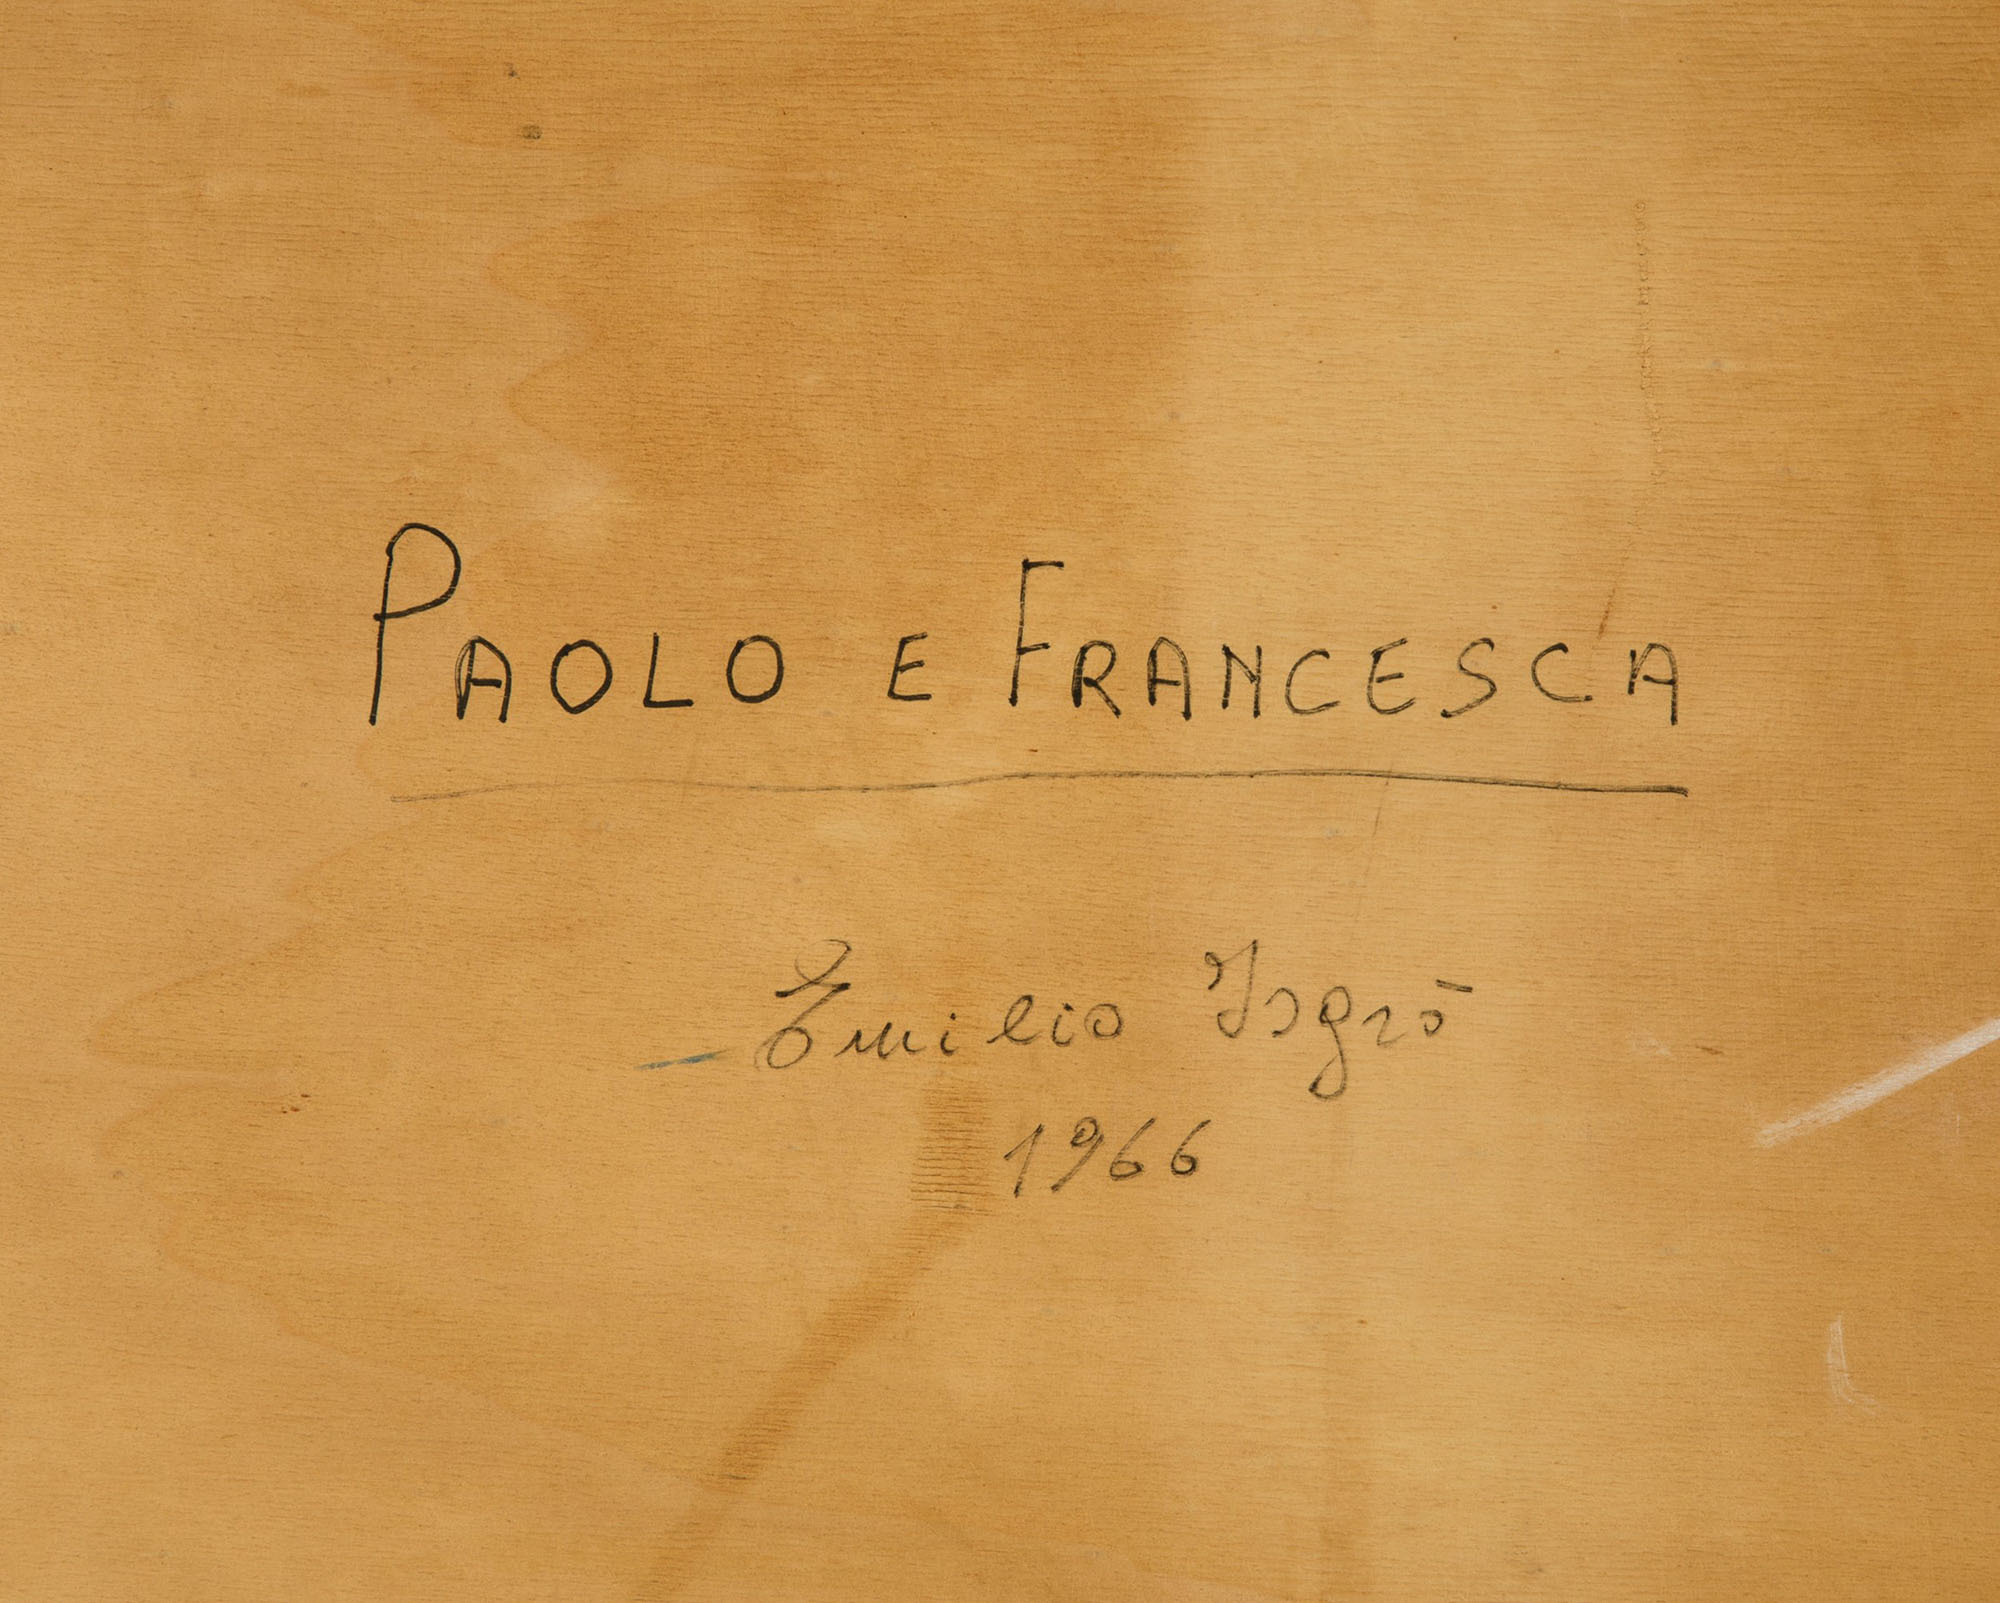 PAOLO E FRANCESCA
Emilio Isgrò
1966